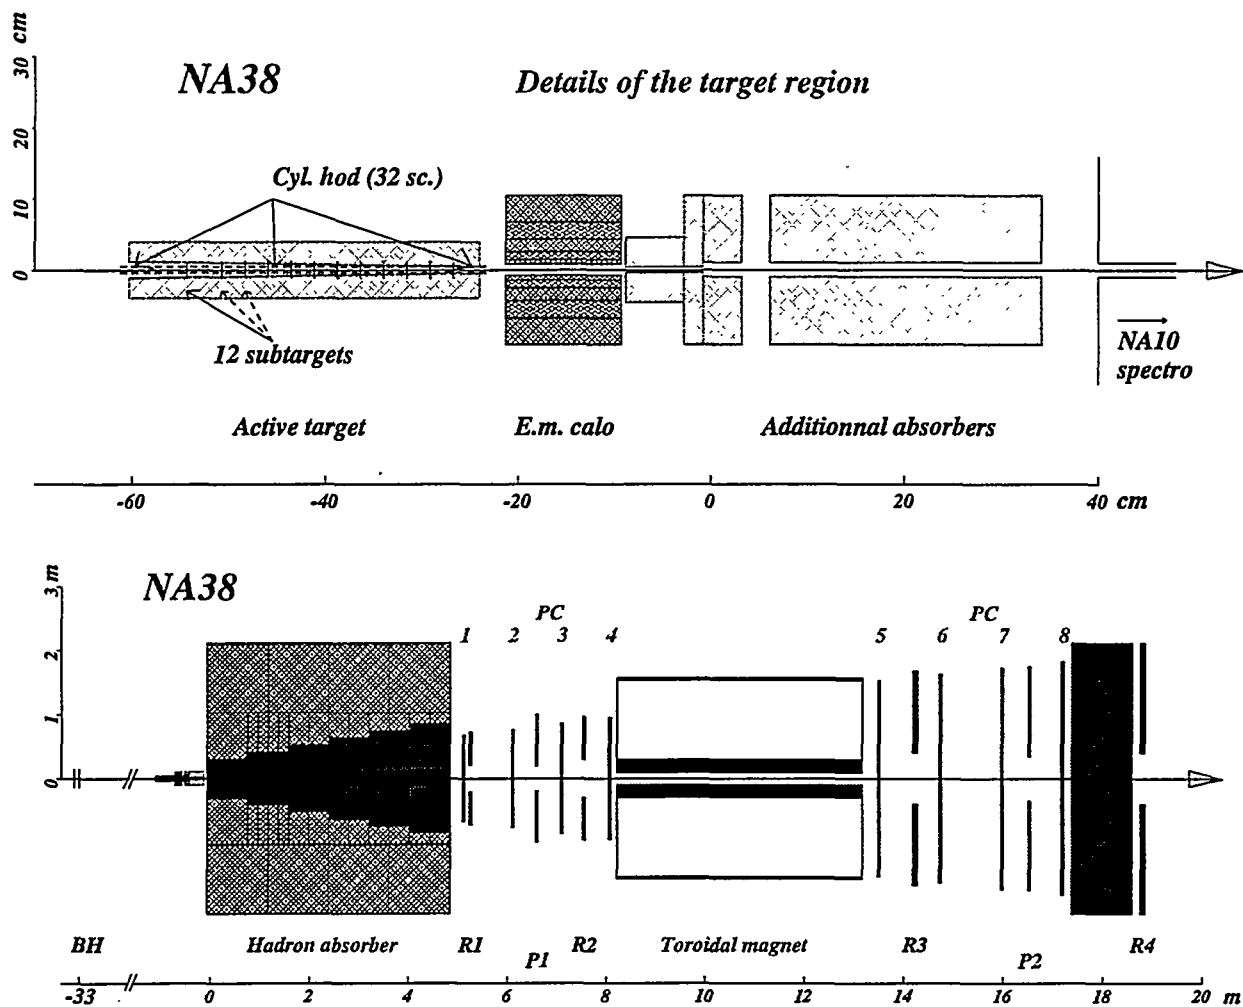 cm
30
20
10
0
NA38
Details of the target region
Cyl. hod (32 sc.)
12 subtargets
NA10
spectro
Active target
E.m. calo
Additionnal absorbers
-60
-40
-20
0
20
40 cm
3 m
2
1
0
NA38
PC
PC
1
2
3
4
5
6
7
8
BH
Hadron absorber
R1
P1
R2
Toroidal magnet
R3
P2
R4
-33
0
2
4
6
8
10
12
14
16
18
20 m